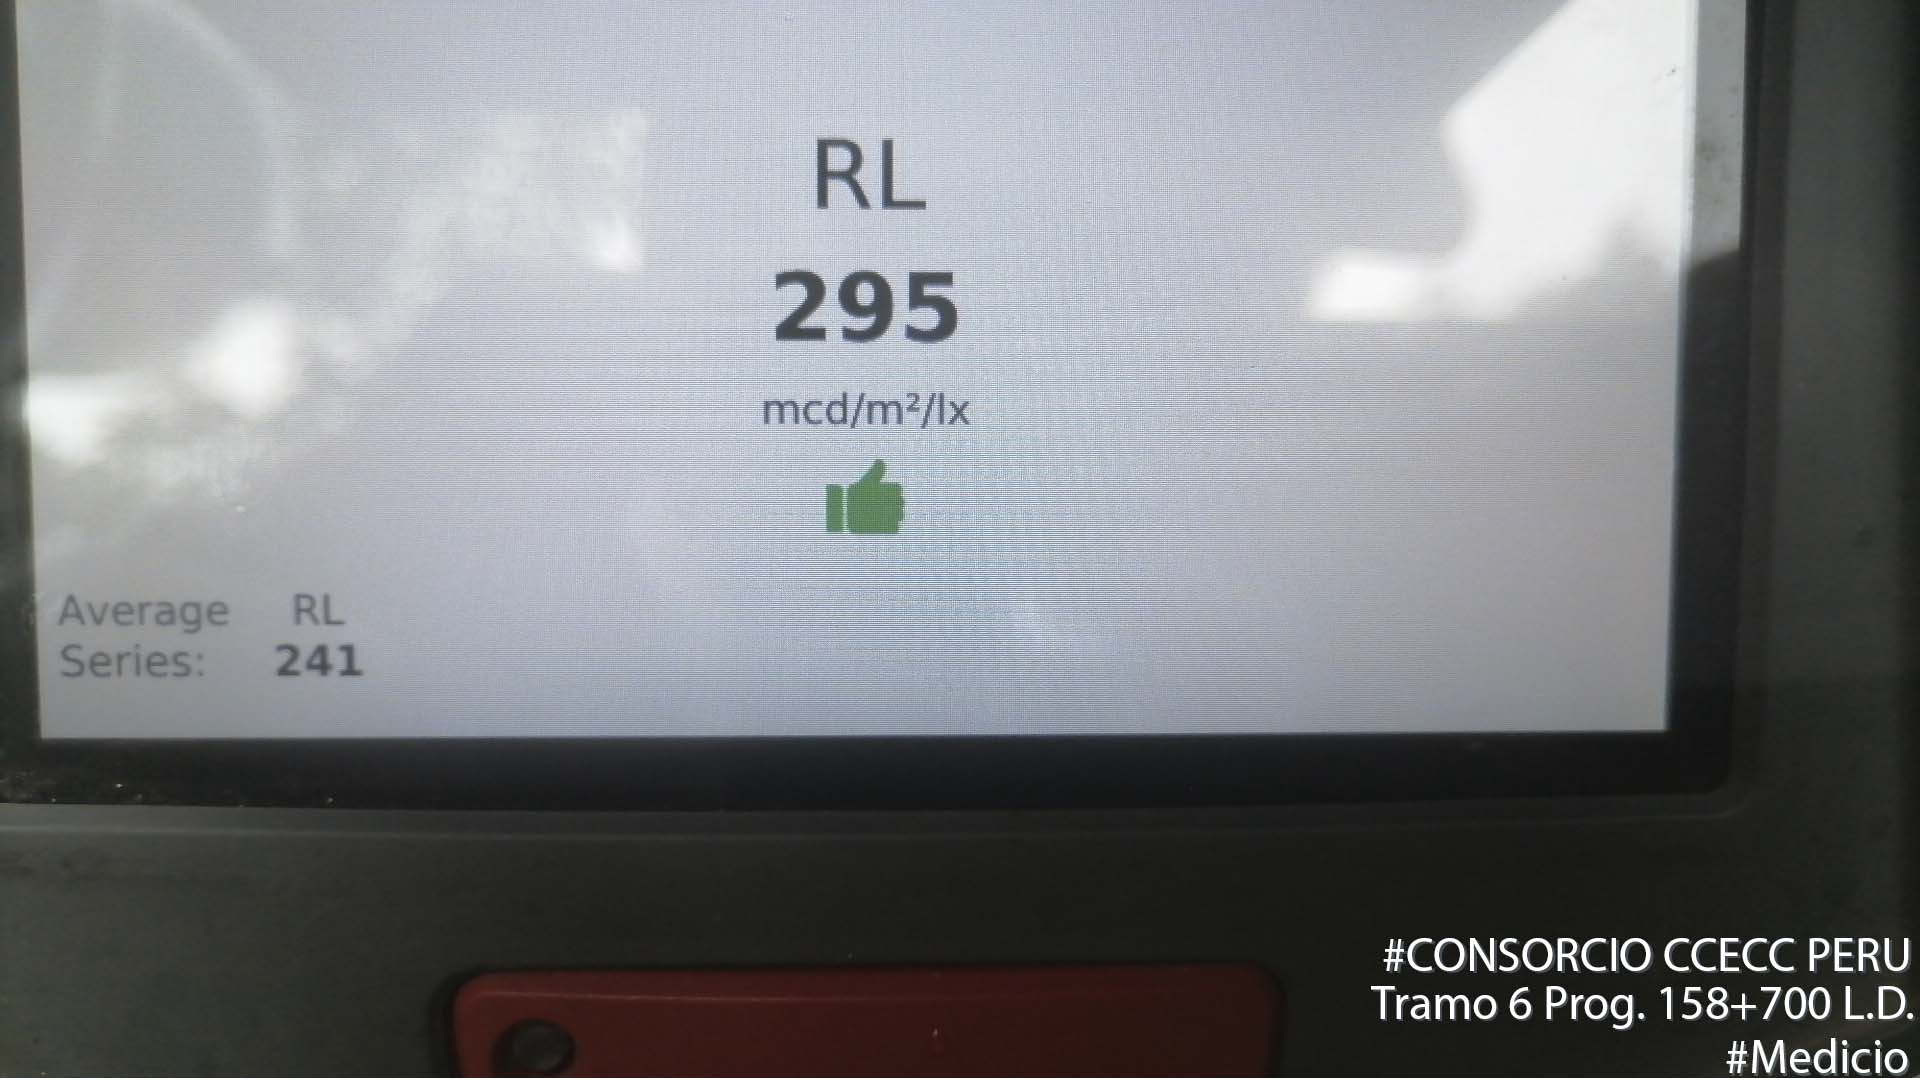 RL
295
mcd/m²/lx
Average RL
Series: 241
#CONSORCIO CCECC PERU
Tramo 6 Prog. 158+700 L.D.
#Medicio